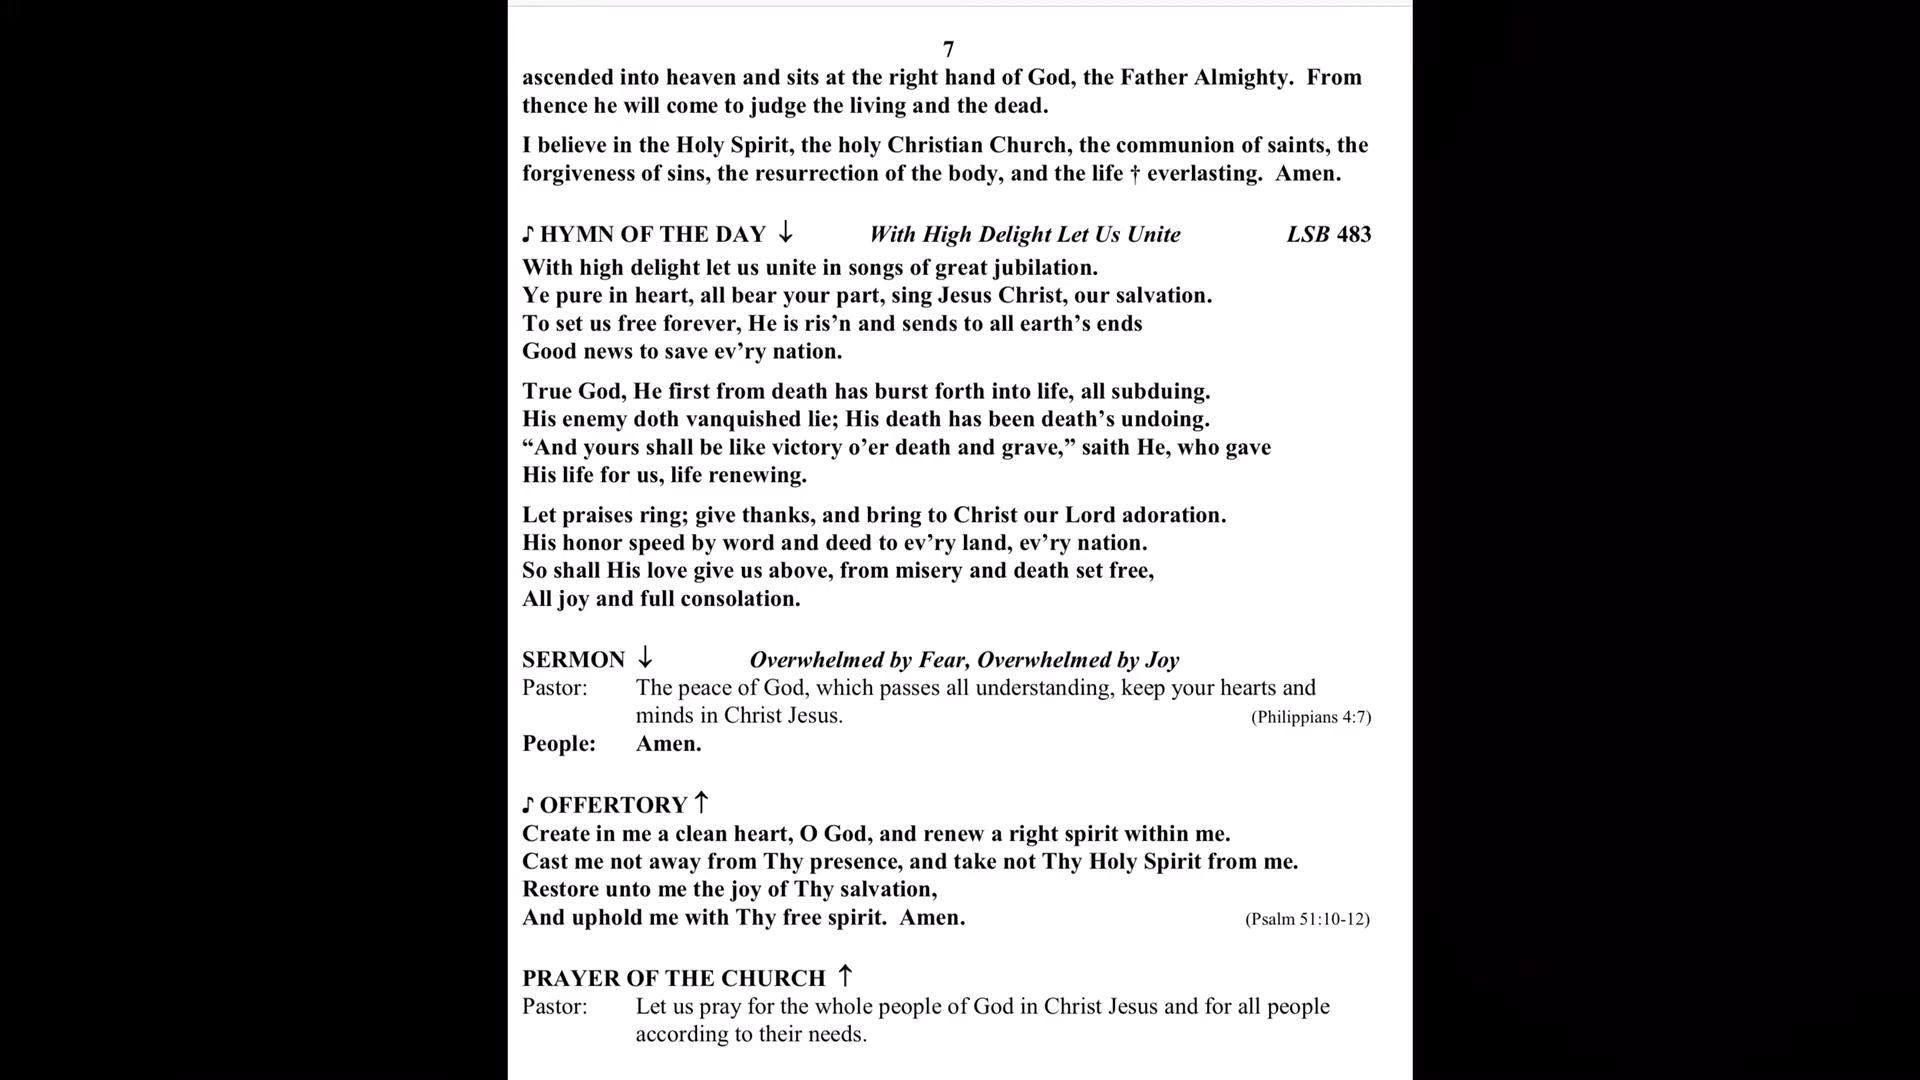 7
ascended into heaven and sits at the right hand of God, the Father Almighty.  From
thence he will come to judge the living and the dead.
I believe in the Holy Spirit, the holy Christian Church, the communion of saints, the
forgiveness of sins, the resurrection of the body, and the life † everlasting.  Amen.
♪ HYMN OF THE DAY ↓ With High Delight Let Us Unite LSB 483
With high delight let us unite in songs of great jubilation.
Ye pure in heart, all bear your part, sing Jesus Christ, our salvation.
To set us free forever, He is ris’n and sends to all earth’s ends
Good news to save ev’ry nation.
True God, He first from death has burst forth into life, all subduing.
His enemy doth vanquished lie; His death has been death’s undoing.
“And yours shall be like victory o’er death and grave,” saith He, who gave
His life for us, life renewing.
Let praises ring; give thanks, and bring to Christ our Lord adoration.
His honor speed by word and deed to ev’ry land, ev’ry nation.
So shall His love give us above, from misery and death set free,
All joy and full consolation.
SERMON ↓ Overwhelmed by Fear, Overwhelmed by Joy
Pastor: The peace of God, which passes all understanding, keep your hearts and
minds in Christ Jesus. (Philippians 4:7)
People: Amen.
♪ OFFERTORY ↑
Create in me a clean heart, O God, and renew a right spirit within me.
Cast me not away from Thy presence, and take not Thy Holy Spirit from me.
Restore unto me the joy of Thy salvation,
And uphold me with Thy free spirit.  Amen. (Psalm 51:10-12)
PRAYER OF THE CHURCH ↑
Pastor: Let us pray for the whole people of God in Christ Jesus and for all people
according to their needs.